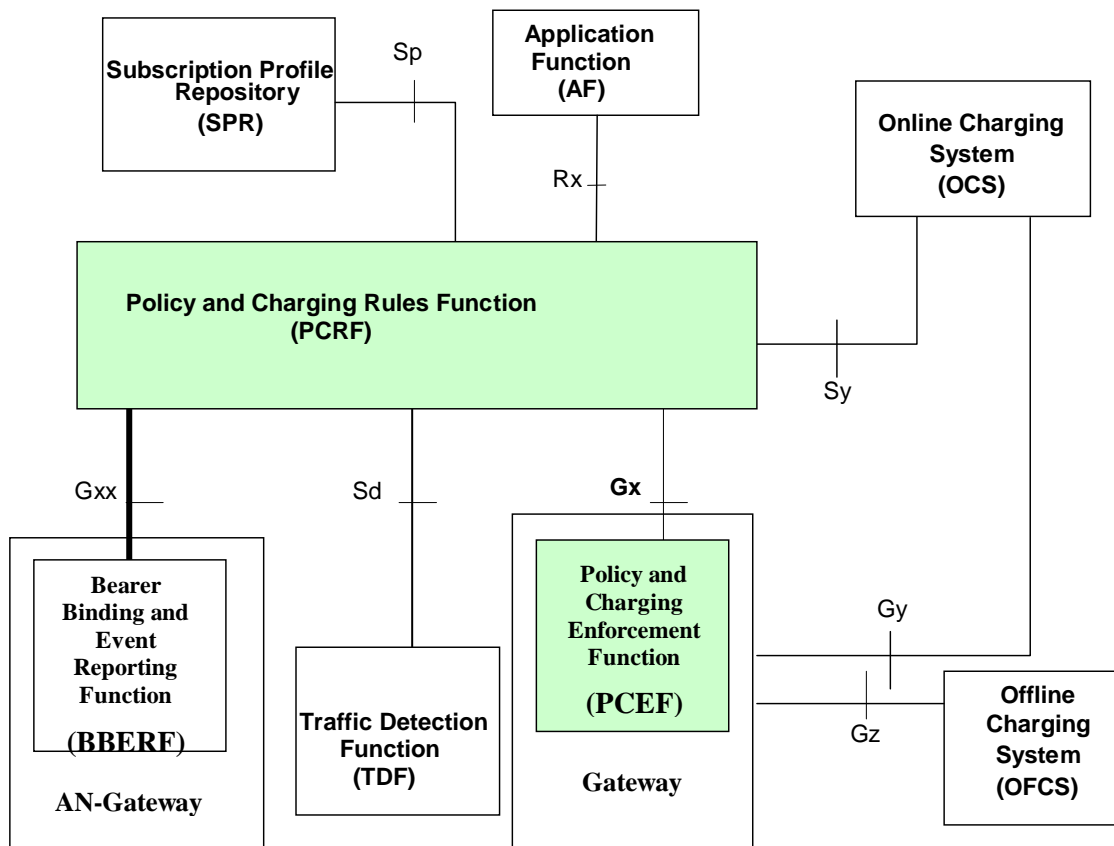 Subscription Profile
Repository
(SPR)
Sp
Application
Function
(AF)
Rx
Online Charging
System
(OCS)
Policy and Charging Rules Function
(PCRF)
Sy
Gxx
Sd
Gx
Bearer
Binding and
Event
Reporting
Function
(BBERF)
AN-Gateway
Traffic Detection
Function
(TDF)
Policy and
Charging
Enforcement
Function
(PCEF)
Gateway
Gy
Gz
Offline
Charging
System
(OFCS)